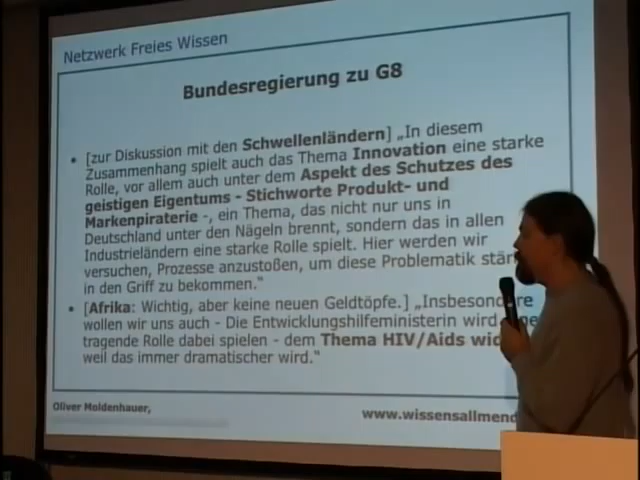 Netzwerk Freies Wissen
Bundesregierung zu G8
• [zur Diskussion mit den Schwellenländern] „In diesem
Zusammenhang spielt auch das Thema Innovation eine starke
Rolle, vor allem auch unter dem Aspekt des Schutzes des
geistigen Eigentums - Stichworte Produkt- und
Markenpiraterie -, ein Thema, das nicht nur uns in
Deutschland unter den Nägeln brennt, sondern das in allen
Industrieländern eine starke Rolle spielt. Hier werden wir
versuchen, Prozesse anzustoßen, um diese Problematik stär
in den Griff zu bekommen."
• [Afrika: Wichtig, aber keine neuen Geldtöpfe.] „Insbesondere
wollen wir uns auch - Die Entwicklungshilfeministerin wird ne
tragende Rolle dabei spielen - dem Thema HIV/Aids wid
weil das immer dramatischer wird."
Oliver Moldenhauer,
www.wissensallmend